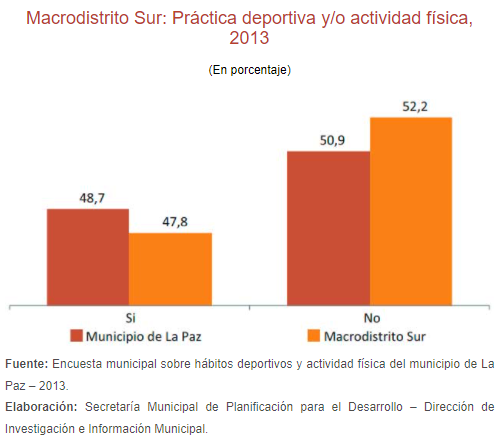 Macrodistrito Sur: Práctica deportiva y/o actividad física,
2013
(En porcentaje)
52,2
50,9
48,7
47,8
Si
No
Municipio de La Paz
Macrodistrito Sur
Fuente: Encuesta municipal sobre hábitos deportivos y actividad física del municipio de La
Paz – 2013.
Elaboración: Secretaría Municipal de Planificación para el Desarrollo – Dirección de
Investigación e Información Municipal.